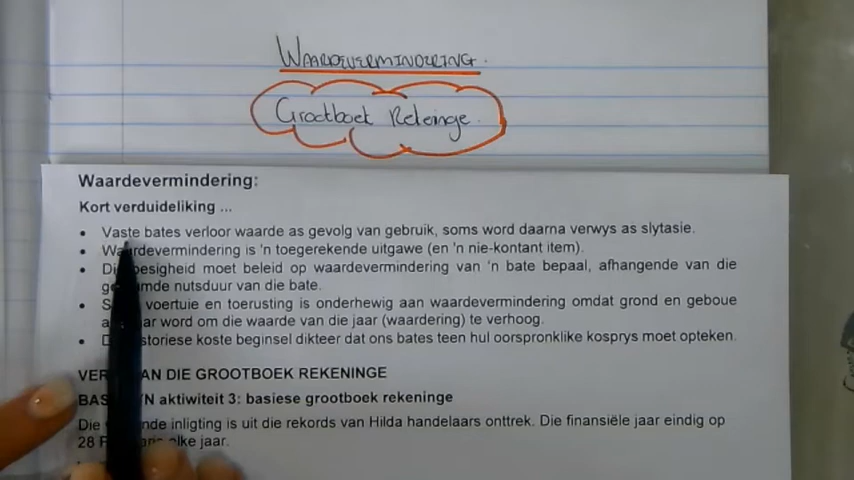 WAARDEVERMINDERING.
Grootboek Rekeinge.
Waardevermindering:
Kort verduideliking ...
• Vaste bates verloor waarde as gevolg van gebruik, soms word daarna verwys as slytasie.
• Waardevermindering is 'n toegerekende uitgawe (en 'n nie-kontant item).
• besigheid moet beleid op waardevermindering van 'n bate bepaal, afhangende van die
nutsduur van die bate.
• voertuie en toerusting is onderhewig aan waardevermindering omdat grond en geboue
word om die waarde van die jaar (waardering) te verhoog.
• koste beginsel dikteer dat ons bates teen hul oorspronklike kosprys moet opteken.
DIE GROOTBOEK REKENINGE
aktiwiteit 3: basiese grootboek rekeninge
Die inligting is uit die rekords van Hilda handelaars onttrek. Die finansiële jaar eindig op
28 elke jaar.